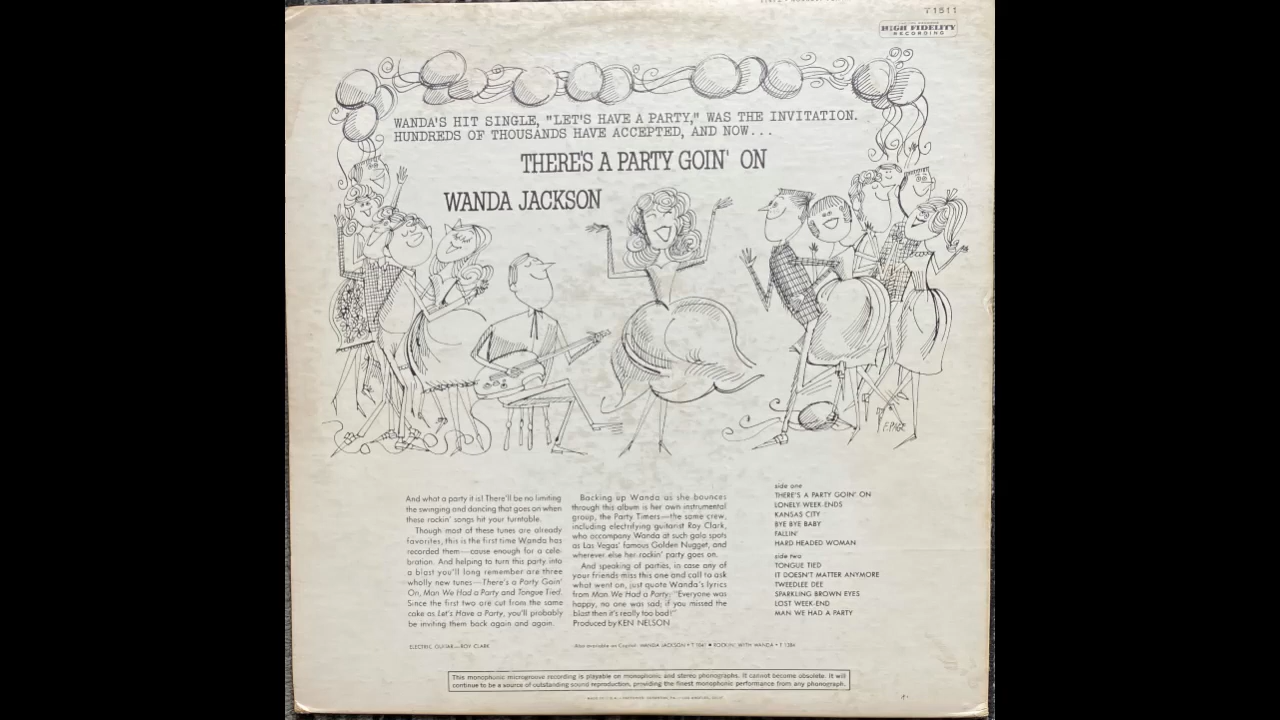 T1511
HIGH FIDELITY
RECORDING
WANDA'S HIT SINGLE, "LET'S HAVE A PARTY," WAS THE INVITATION.
HUNDREDS OF THOUSANDS HAVE ACCEPTED, AND NOW...
THERE'S A PARTY GOIN' ON
WANDA JACKSON
F. PAGE
And what a party it is! There'll be no limiting
the swinging and dancing that goes on when
these rockin' songs hit your turntable.
Though most of these tunes are already
favorites, this is the first time Wanda has
recorded them—cause enough for a cele-
bration. And helping to turn this party into
a blast you'll long remember are three
wholly new tunes—There's a Party Goin'
On, Man We Had a Party and Tongue Tied.
Since the first two are cut from the same
cake as Let's Have a Party, you'll probably
be inviting them back again and again.
ELECTRIC GUITAR—ROY CLARK
Backing up Wanda as she bounces
through this album is her own instrumental
group, the Party Timers—the same crew,
including electrifying guitarist Roy Clark,
who accompany Wanda at such gala spots
as Las Vegas' famous Golden Nugget, and
wherever else her rockin' party goes on.
And speaking of parties, in case any of
your friends miss this one and call to ask
what went on, just quote Wanda's lyrics
from Man We Had a Party: "Everyone was
happy, no one was sad; if you missed the
blast then it's really too bad!"
Produced by KEN NELSON
Also available on Capitol: WANDA JACKSON • T 1041 • ROCKIN' WITH WANDA • T 1384
side one
THERE'S A PARTY GOIN' ON
LONELY WEEK-ENDS
KANSAS CITY
BYE BYE BABY
FALLIN'
HARD HEADED WOMAN
side two
TONGUE TIED
IT DOESN'T MATTER ANYMORE
TWEEDLEE DEE
SPARKLING BROWN EYES
LOST WEEK-END
MAN WE HAD A PARTY
This monophonic microgroove recording is playable on monophonic and stereo phonographs. It cannot become obsolete. It will
continue to be a source of outstanding sound reproduction, providing the finest monophonic performance from any phonograph.